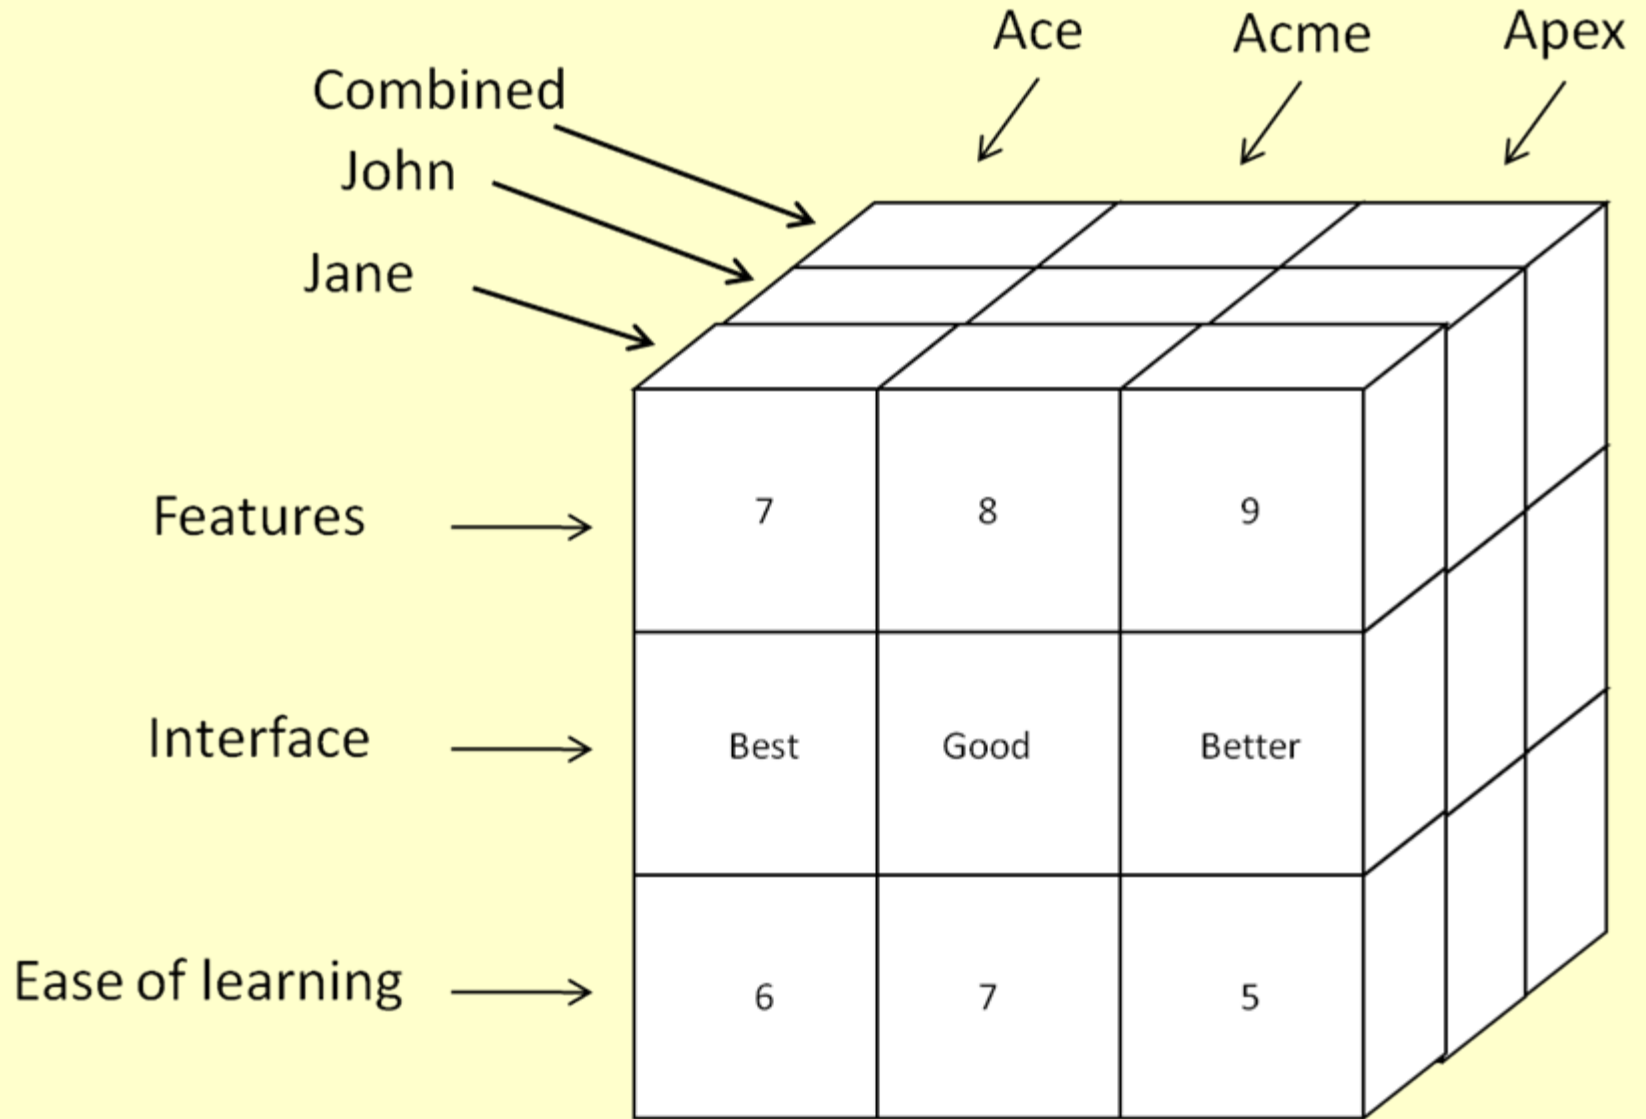 Ace Acme Apex
Combined
John
Jane
Features 7 8 9
Interface Best Good Better
Ease of learning 6 7 5